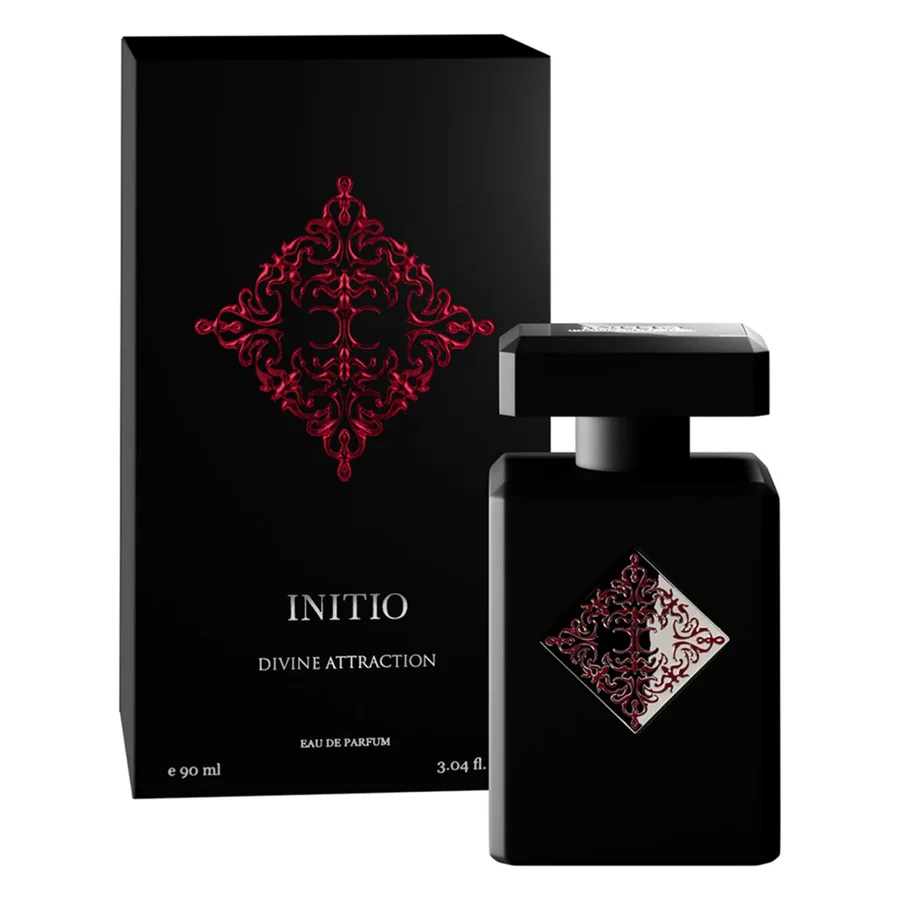 INITIO
DIVINE ATTRACTION
EAU DE PARFUM
e 90 ml
3.04 fl.